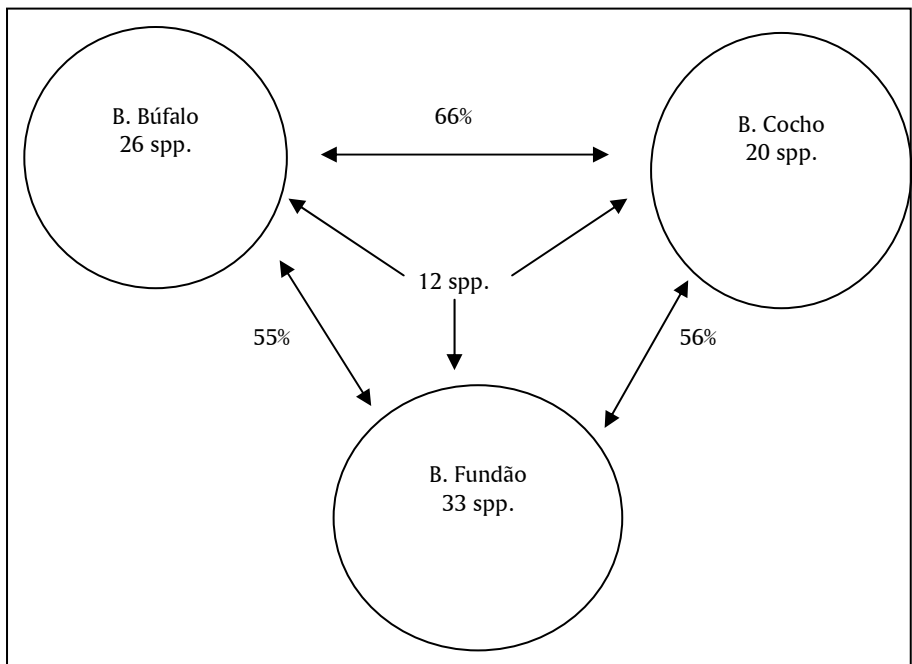 B. Búfalo
26 spp.
66%
B. Cocho
20 spp.
12 spp.
55%
56%
B. Fundão
33 spp.